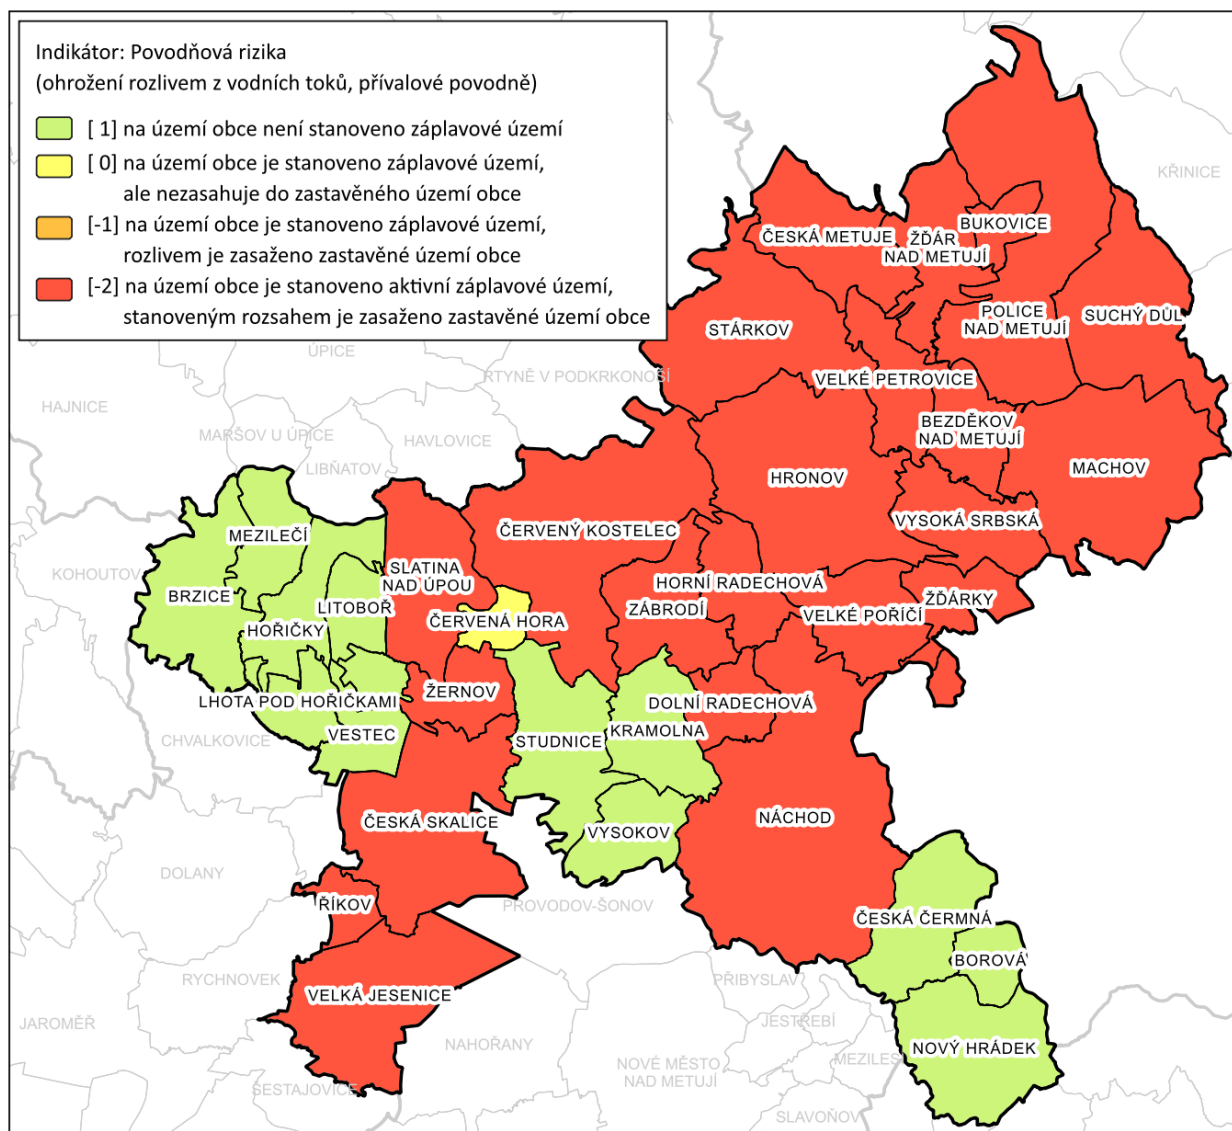 Indikátor: Povodňová rizika
(ohrožení rozlivem z vodních toků, přívalové povodně)
[ 1] na území obce není stanoveno záplavové území
[ 0] na území obce je stanoveno záplavové území,
ale nezasahuje do zastavěného území obce
[-1] na území obce je stanoveno záplavové území,
rozlivem je zasaženo zastavěné území obce
[-2] na území obce je stanoveno aktivní záplavové území,
stanoveným rozsahem je zasaženo zastavěné území obce
KŘINICE
BUKOVICE
ČESKÁ METUJE
ŽĎÁR
NAD METUJÍ
POLICE
NAD METUJÍ
SUCHÝ DŮL
STÁRKOV
ÚPICE
RTYNĚ V PODKRKONOŠÍ
VELKÉ PETROVICE
HAJNICE
BEZDĚKOV
NAD METUJÍ
MARŠOV U ÚPICE
HAVLOVICE
LIBŇATOV
HRONOV
MACHOV
VYSOKÁ SRBSKÁ
ČERVENÝ KOSTELEC
MEZILEČÍ
SLATINA
NAD ÚPOU
KOHOUTOV
BRZICE
LITOBOŘ
HORNÍ RADECHOVÁ
ZÁBRODÍ
VELKÉ POŘÍČÍ
ŽĎÁRKY
ČERVENÁ HORA
HOŘIČKY
ŽERNOV
LHOTA POD HOŘIČKAMI
DOLNÍ RADECHOVÁ
VESTEC
CHVALKOVICE
STUDNICE
KRAMOLNA
ČESKÁ SKALICE
VYSOKOV
NÁCHOD
DOLANY
ŘÍKOV
PROVODOV-ŠONOV
ČESKÁ ČERMNÁ
BOROVÁ
RYCHNOVEK
PŘIBYSLAV
VELKÁ JESENICE
JAROMĚŘ
JESTŘEBÍ
NAHOŘANY
NOVÝ HRÁDEK
MEZILES
NOVÉ MĚSTO
NAD METUJÍ
ŠESTAJOVICE
SLAVOŇOV